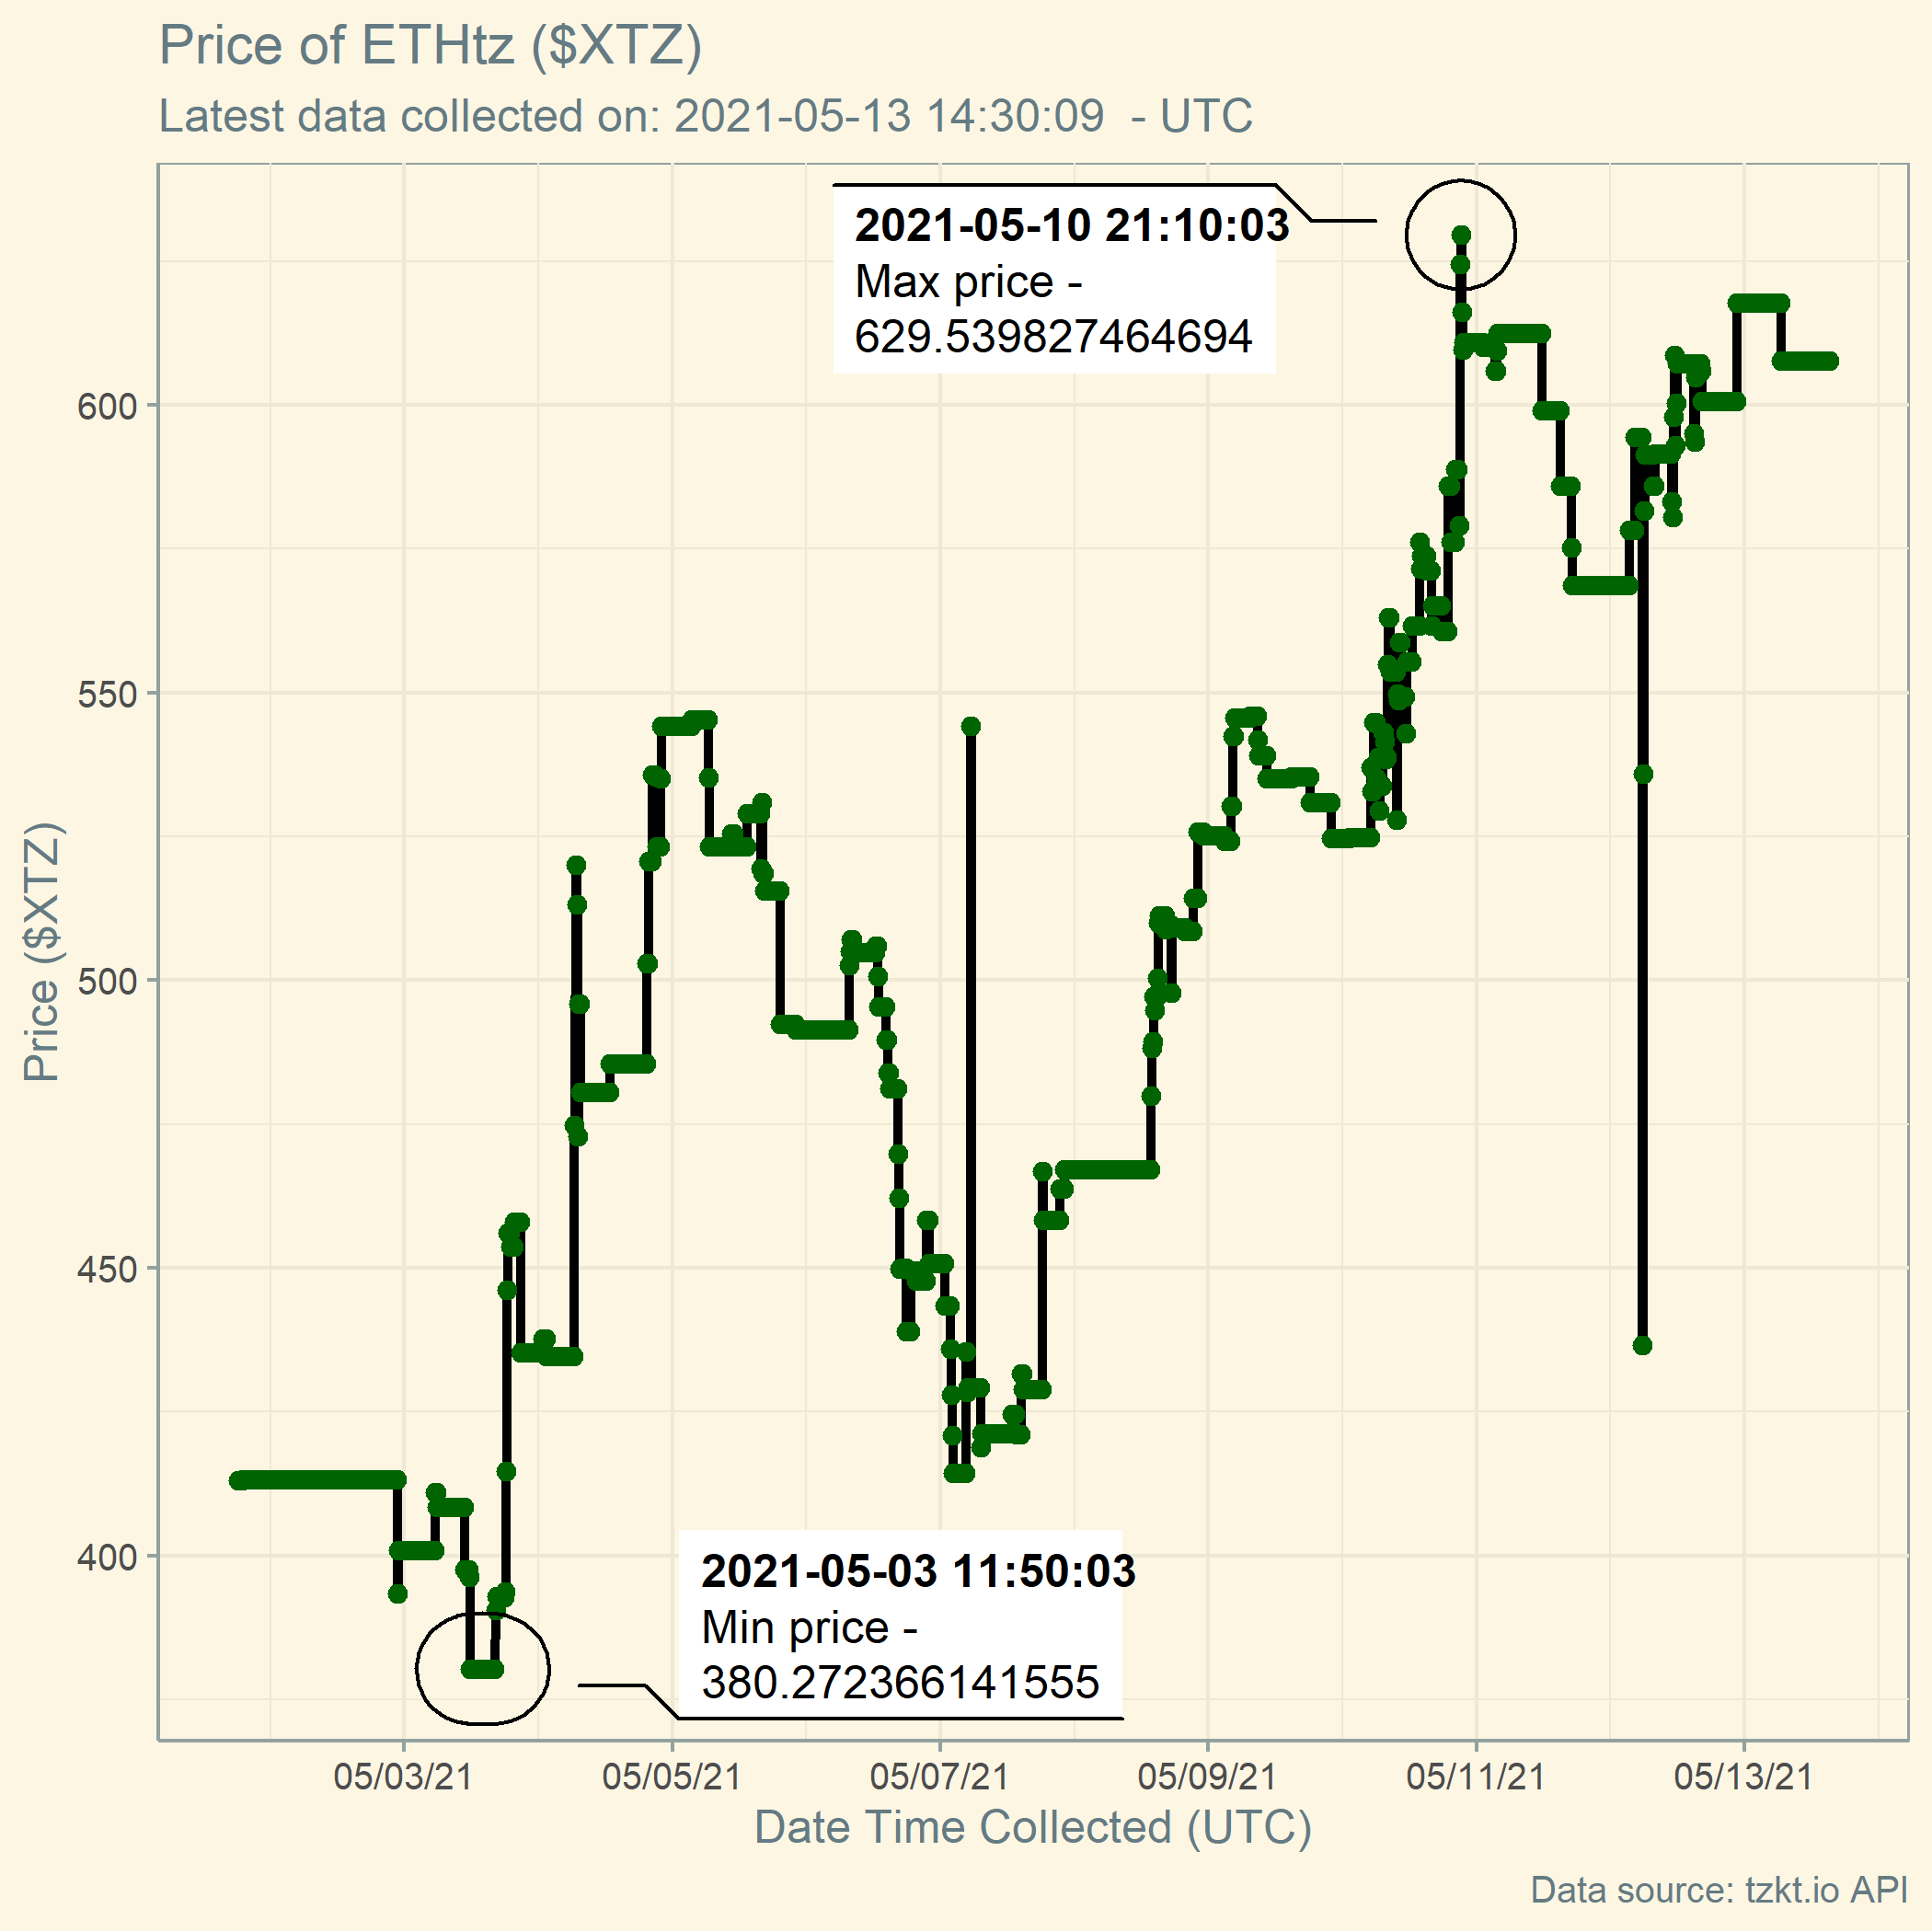 Price of ETHtz ($XTZ)
Latest data collected on: 2021-05-13 14:30:09  - UTC
2021-05-10 21:10:03
Max price -
629.539827464694
600
550
500
450
400
Price ($XTZ)
2021-05-03 11:50:03
Min price -
380.272366141555
05/03/21
05/05/21
05/07/21
05/09/21
05/11/21
05/13/21
Date Time Collected (UTC)
Data source: tzkt.io API